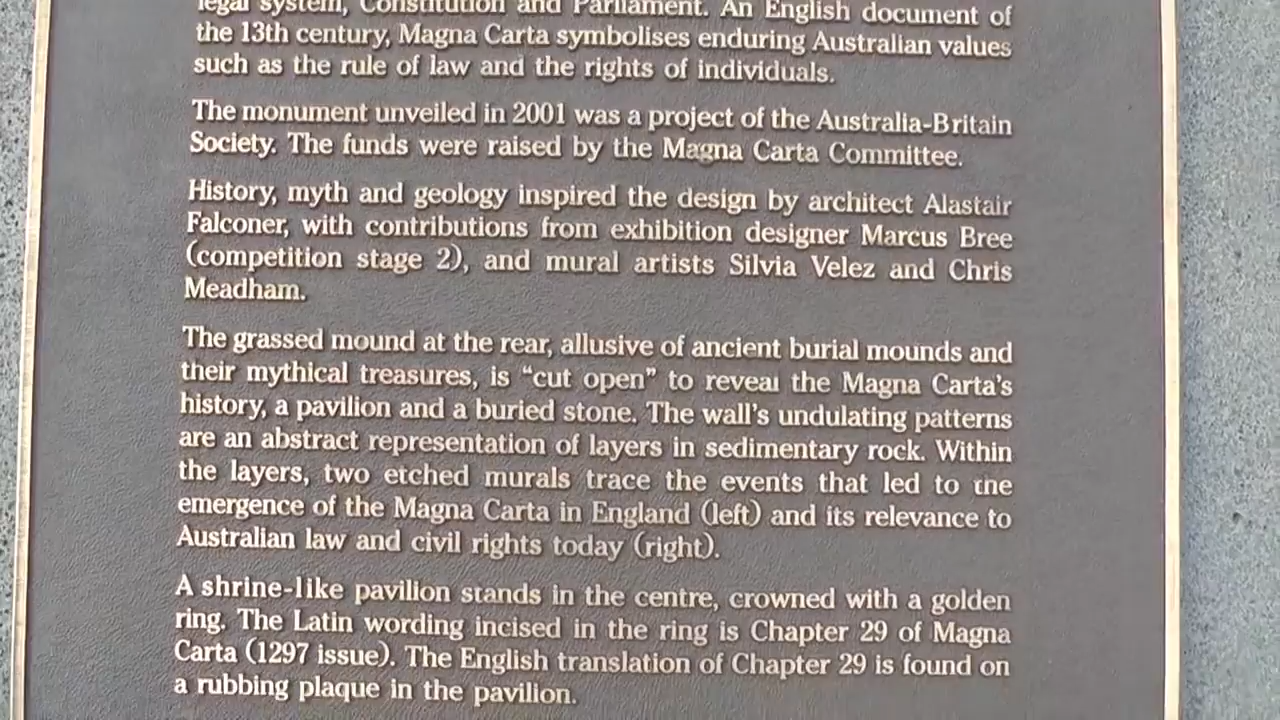 legal system, Constitution and Parliament. An English document of
the 13th century, Magna Carta symbolises enduring Australian values
such as the rule of law and the rights of individuals.
The monument unveiled in 2001 was a project of the Australia-Britain
Society. The funds were raised by the Magna Carta Committee.
History, myth and geology inspired the design by architect Alastair
Falconer, with contributions from exhibition designer Marcus Bree
(competition stage 2), and mural artists Silvia Velez and Chris
Meadham.
The grassed mound at the rear, allusive of ancient burial mounds and
their mythical treasures, is “cut open” to reveal the Magna Carta’s
history, a pavilion and a buried stone. The wall’s undulating patterns
are an abstract representation of layers in sedimentary rock. Within
the layers, two etched murals trace the events that led to the
emergence of the Magna Carta in England (left) and its relevance to
Australian law and civil rights today (right).
A shrine-like pavilion stands in the centre, crowned with a golden
ring. The Latin wording incised in the ring is Chapter 29 of Magna
Carta (1297 issue). The English translation of Chapter 29 is found on
a rubbing plaque in the pavilion.